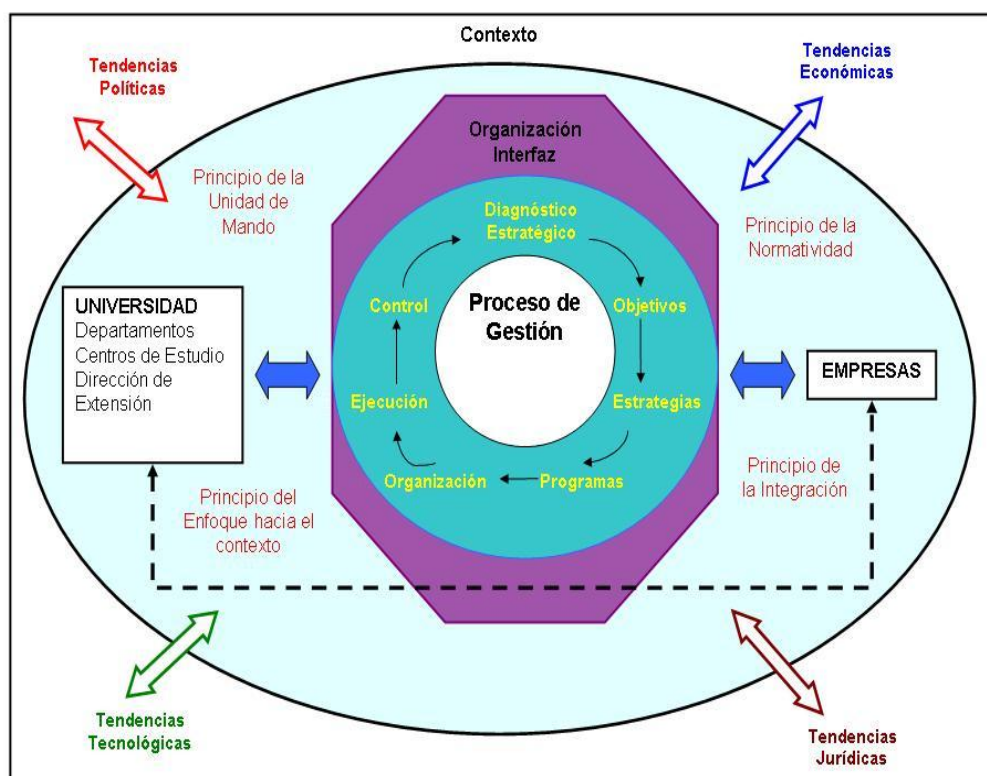 Contexto
Tendencias
Políticas
Tendencias
Económicas
Organización
Interfaz
Principio de la
Unidad de
Mando
Principio de la
Normatividad
Diagnóstico
Estratégico
Control
Proceso de
Gestión
Objetivos
UNIVERSIDAD
Departamentos
Centros de Estudio
Dirección de
Extensión
EMPRESAS
Ejecución
Estrategias
Organización
Programas
Principio de
la Integración
Principio del
Enfoque hacia el
contexto
Tendencias
Tecnológicas
Tendencias
Jurídicas